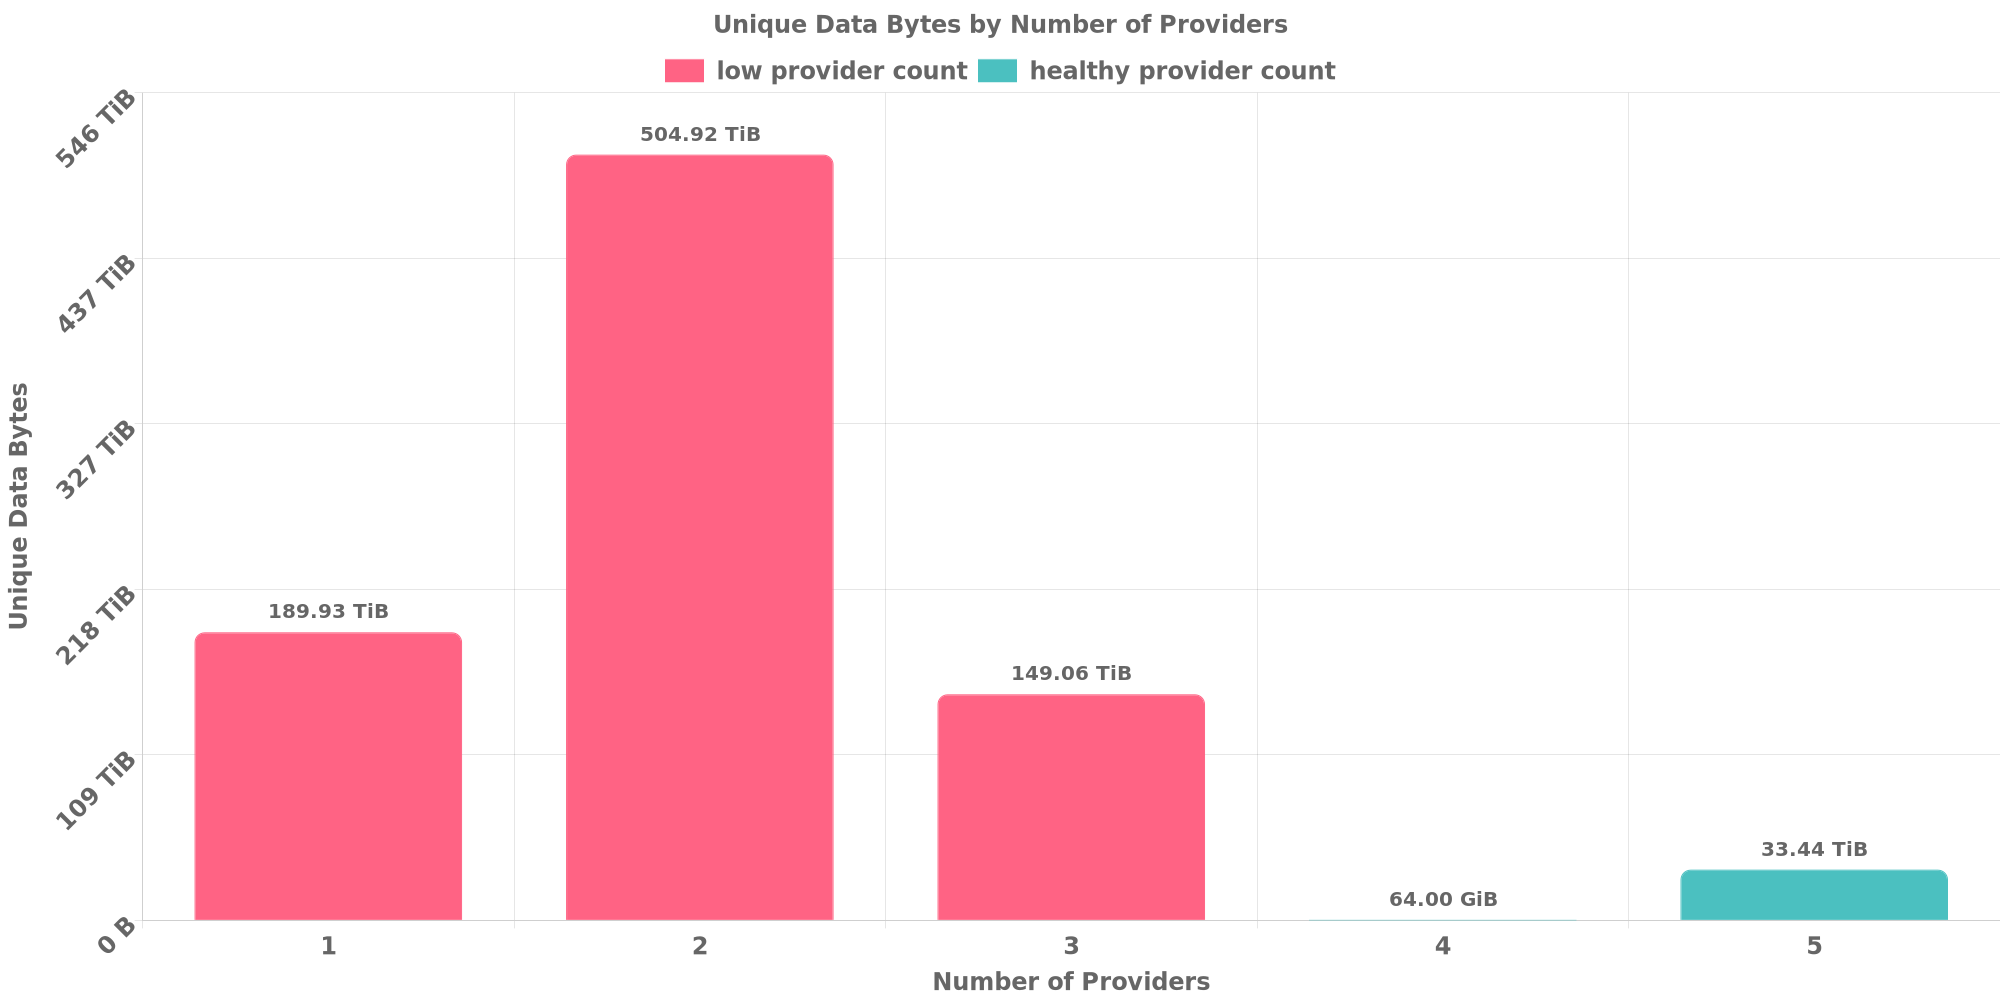 Unique Data Bytes by Number of Providers
low provider count healthy provider count
546 TiB
437 TiB
327 TiB
218 TiB
109 TiB
0 B
Unique Data Bytes
189.93 TiB
504.92 TiB
149.06 TiB
64.00 GiB
33.44 TiB
1 2 3 4 5
Number of Providers